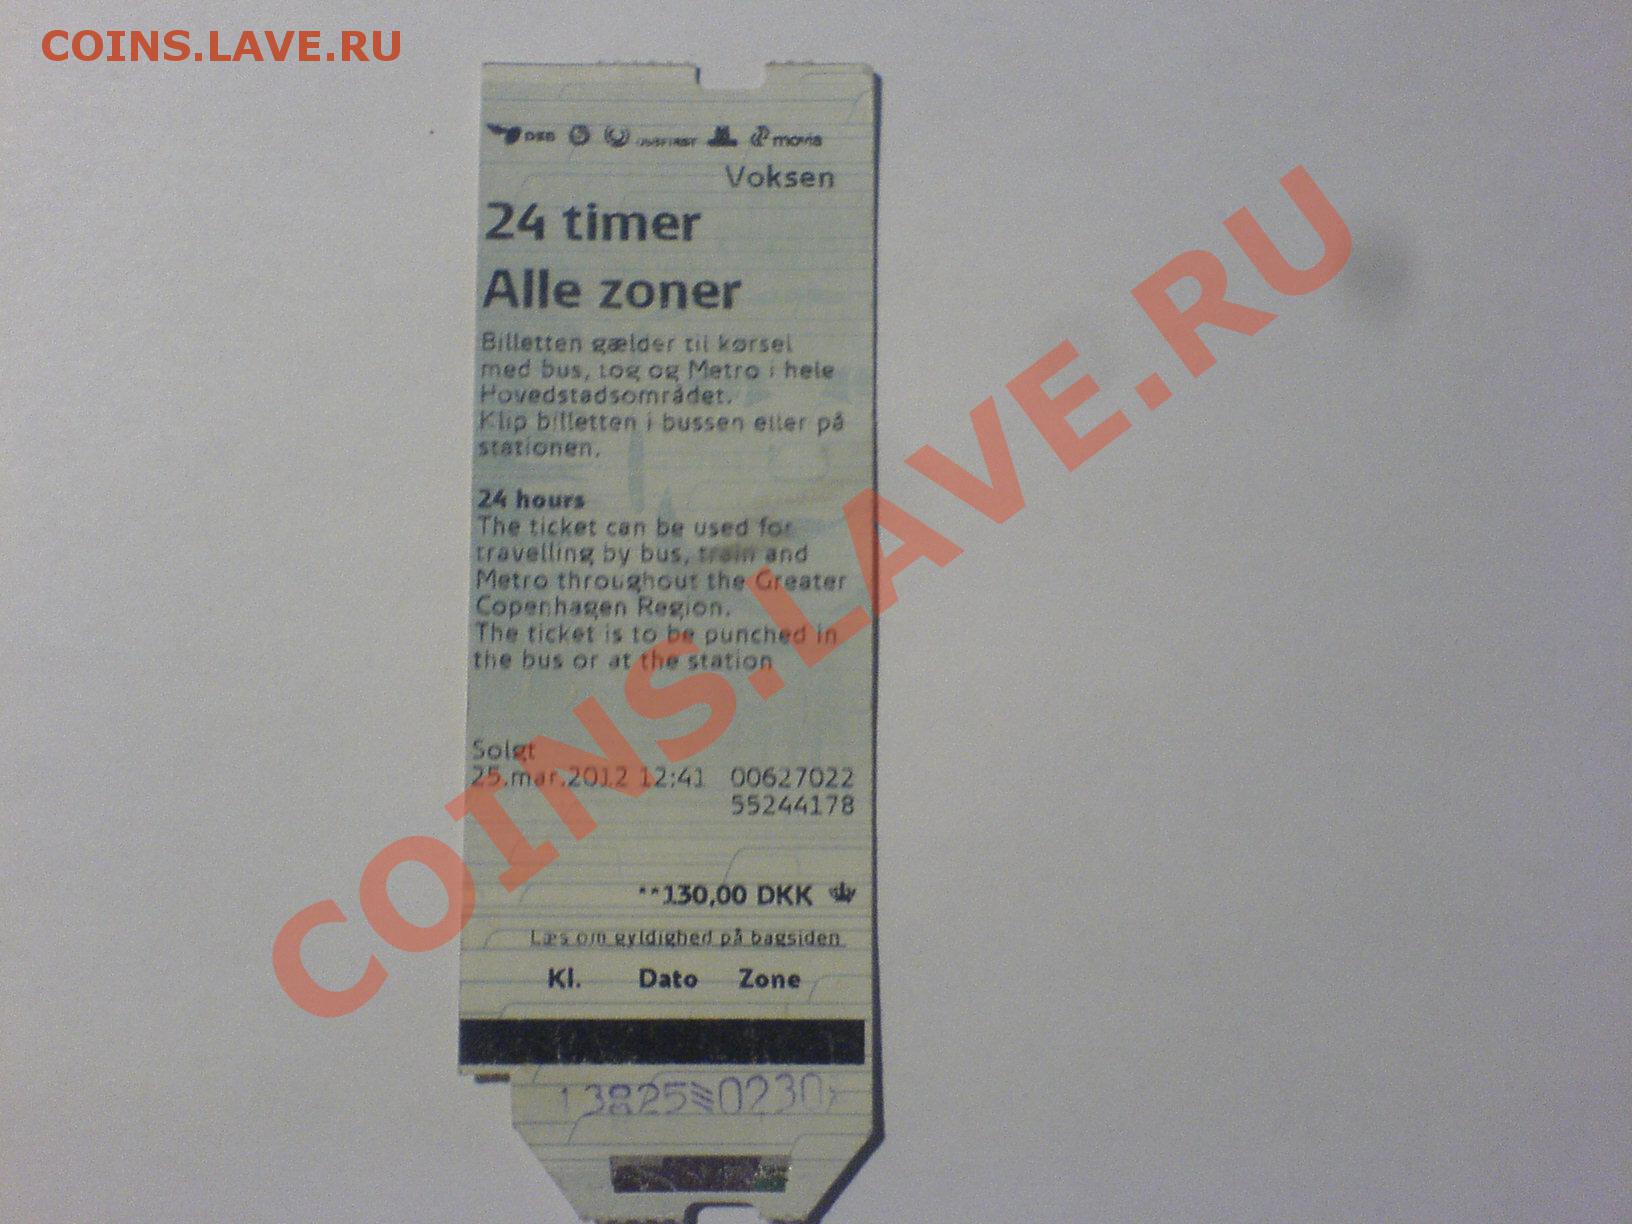 COINS.LAVE.RU
DSB movia
Voksen
24 timer
Alle zoner
Billetten gælder til kørsel
med bus, tog og Metro i hele
Hovedstadsområdet.
Klip billetten i bussen eller på
stationen.
24 hours
The ticket can be used for
travelling by bus, train and
Metro throughout the Greater
Copenhagen Region.
The ticket is to be punched in
the bus or at the station
Solgt
25.mar.2012 12:41 00627022
55244178
**130,00 DKK
Læs om gyldighed på bagsiden
Kl. Dato Zone
COINS.LAVE.RU